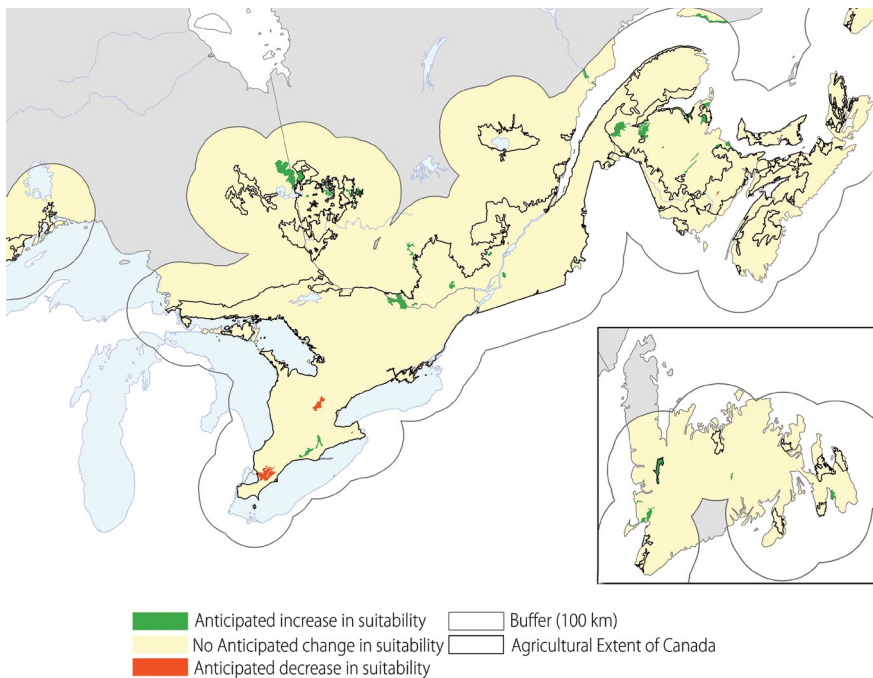 Anticipated increase in suitability
Buffer (100 km)
No Anticipated change in suitability
Agricultural Extent of Canada
Anticipated decrease in suitability